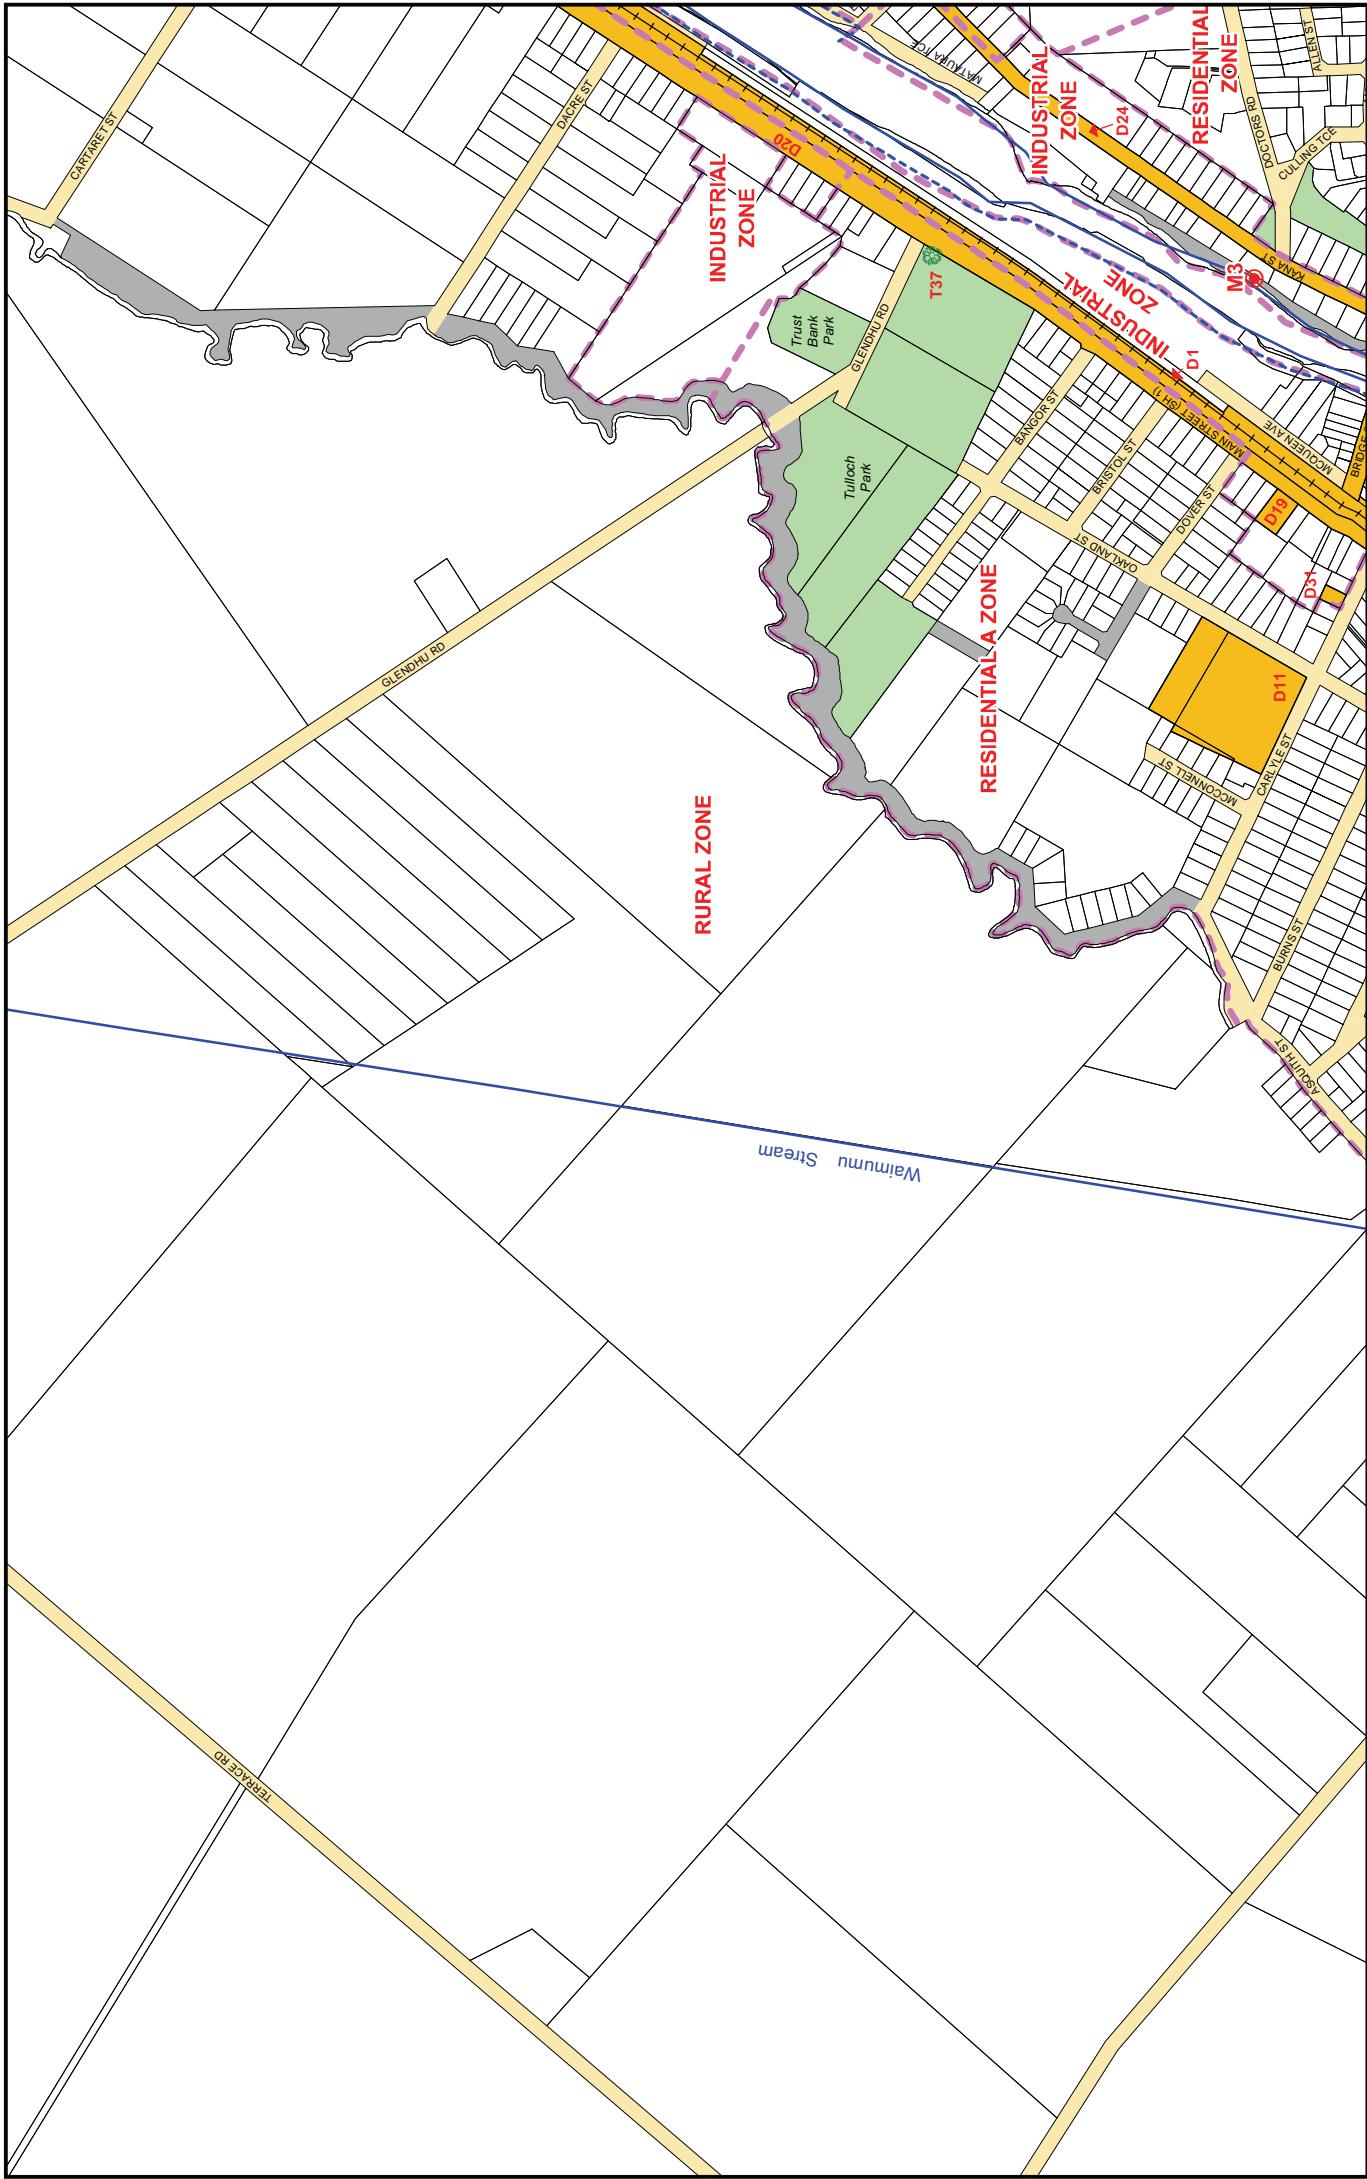 CARTARET ST
DACRE ST
D20
INDUSTRIAL
ZONE
MATAURA TCE
INDUSTRIAL
ZONE
D24
RESIDENTIAL
ZONE
ALLEN ST
DOCTORS RD
CULLING TCE
KANA ST
M3
T37
INDUSTRIAL
ZONE
D1
Trust
Bank
Park
GLENDHU RD
Tulloch
Park
BANGOR ST
BRISTOL ST
DOVER ST
MAIN STREET (SH 1)
MCQUEEN AVE
BRIDGE
D19
D31
OAKLAND ST
RESIDENTIAL A ZONE
D11
CARLYLE ST
MCCONNELL ST
BURNS ST
ASQUITH ST
GLENDHU RD
RURAL ZONE
Waimumu Stream
TERRACE RD